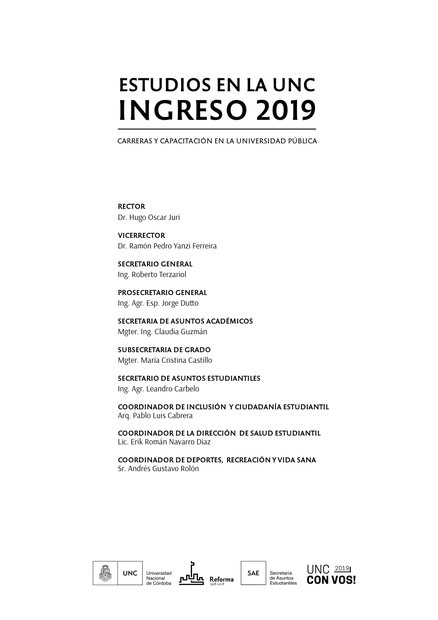 ESTUDIOS EN LA UNC
INGRESO 2019
CARRERAS Y CAPACITACIÓN EN LA UNIVERSIDAD PÚBLICA
RECTOR
Dr. Hugo Oscar Juri
VICERRECTOR
Dr. Ramón Pedro Yanzi Ferreira
SECRETARIO GENERAL
Ing. Roberto Terzariol
PROSECRETARIO GENERAL
Ing. Agr. Esp. Jorge Dutto
SECRETARIA DE ASUNTOS ACADÉMICOS
Mgter. Ing. Claudia Guzmán
SUBSECRETARIA DE GRADO
Mgter. María Cristina Castillo
SECRETARIO DE ASUNTOS ESTUDIANTILES
Ing. Agr. Leandro Carbelo
COORDINADOR DE INCLUSIÓN Y CIUDADANÍA ESTUDIANTIL
Arq. Pablo Luis Cabrera
COORDINADOR DE LA DIRECCIÓN DE SALUD ESTUDIANTIL
Lic. Erik Román Navarro Díaz
COORDINADOR DE DEPORTES, RECREACIÓN Y VIDA SANA
Sr. Andrés Gustavo Rolón
UNC
Universidad
Nacional
de Córdoba
Reforma
SAE
Secretaría
de Asuntos
Estudiantiles
UNC 2019
CON VOS!